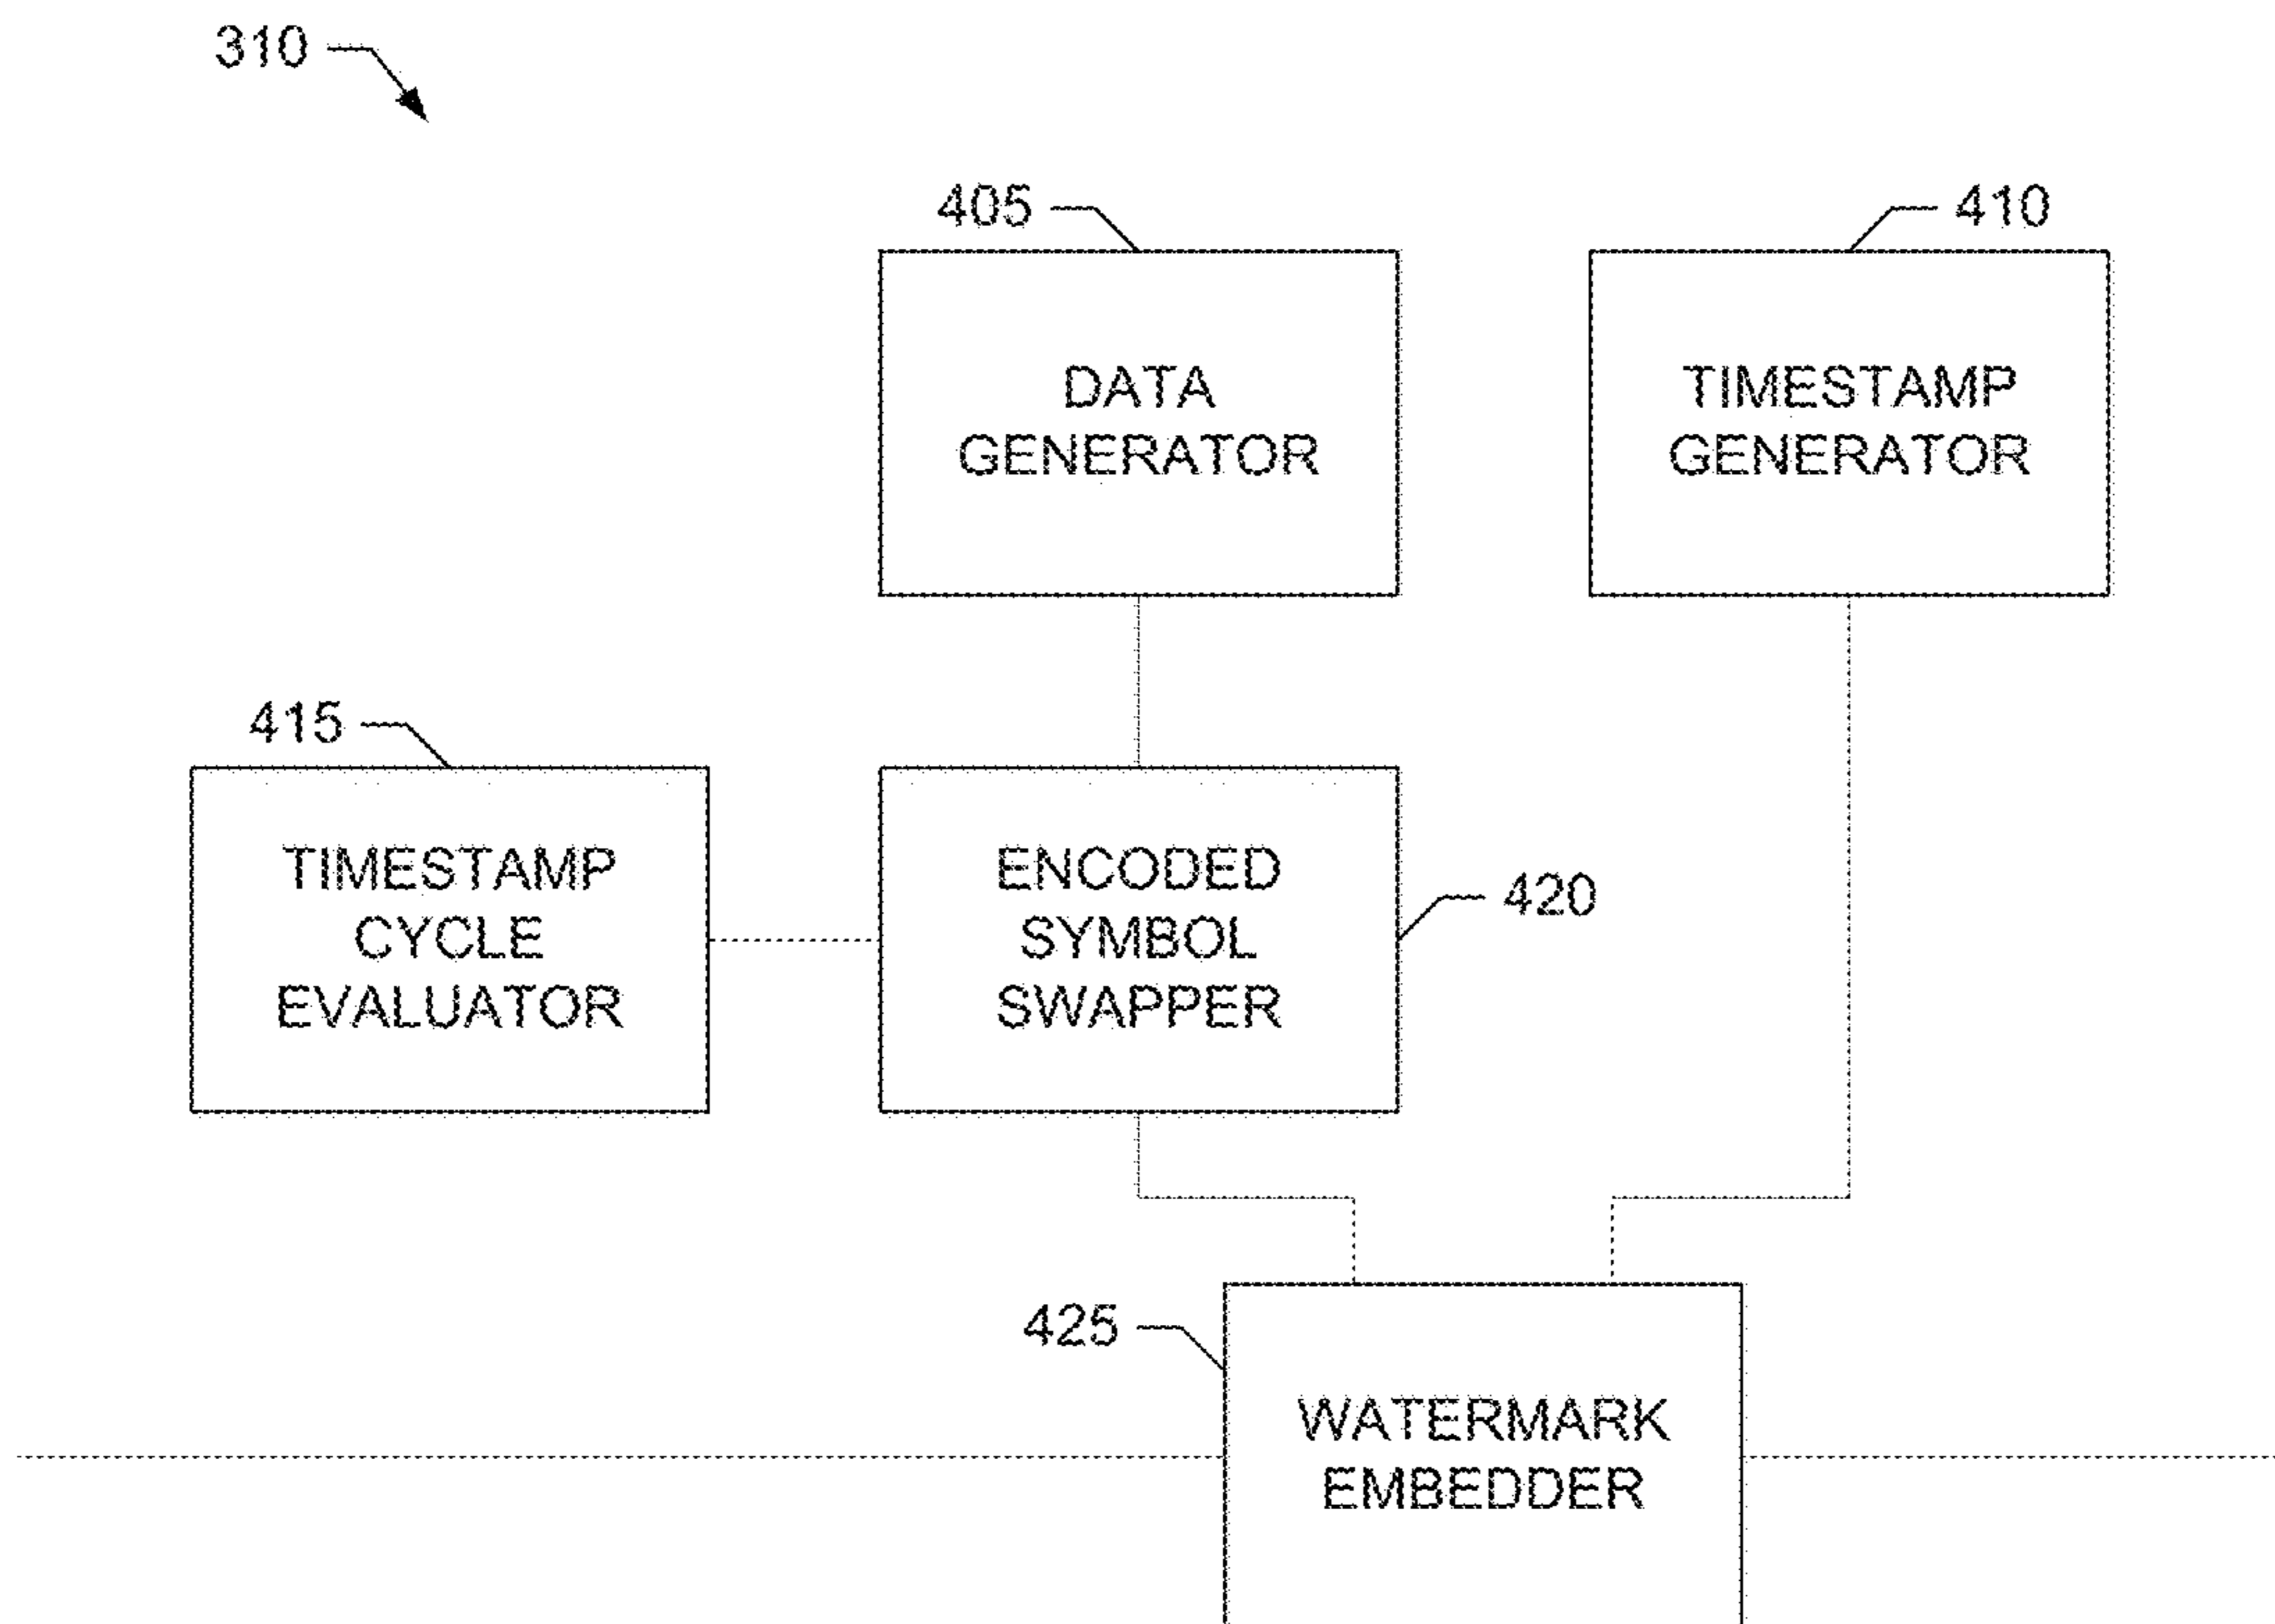 310
405
410
DATA
GENERATOR
TIMESTAMP
GENERATOR
415
TIMESTAMP
CYCLE
EVALUATOR
ENCODED
SYMBOL
SWAPPER
420
425
WATERMARK
EMBEDDER